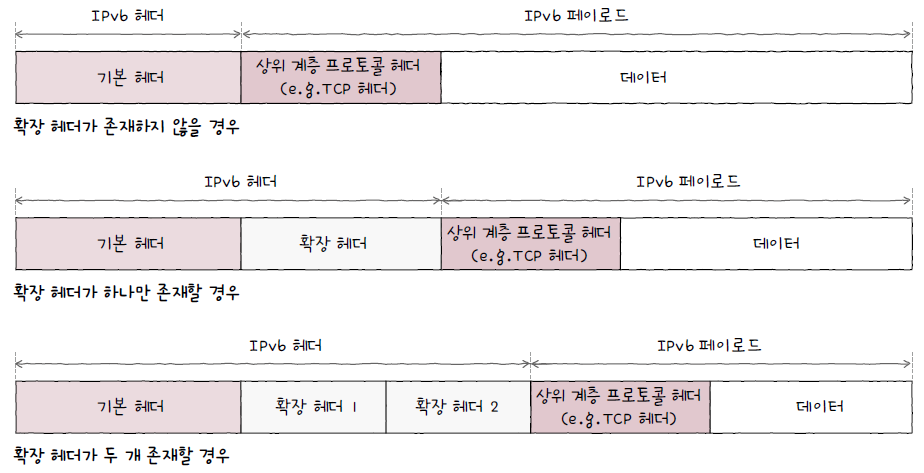 IPv6 헤더
IPv6 페이로드
기본 헤더
상위 계층 프로토콜 헤더
(e.g.TCP 헤더)
데이터
확장 헤더가 존재하지 않을 경우
IPv6 헤더
IPv6 페이로드
기본 헤더
확장 헤더
상위 계층 프로토콜 헤더
(e.g.TCP 헤더)
데이터
확장 헤더가 하나만 존재할 경우
IPv6 헤더
IPv6 페이로드
기본 헤더
확장 헤더 1
확장 헤더 2
상위 계층 프로토콜 헤더
(e.g.TCP 헤더)
데이터
확장 헤더가 두 개 존재할 경우